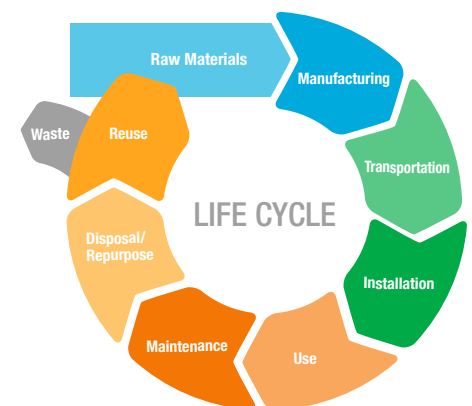 Raw Materials
Manufacturing
Transportation
Installation
Use
Maintenance
Disposal/
Repurpose
Reuse
Waste
LIFE CYCLE